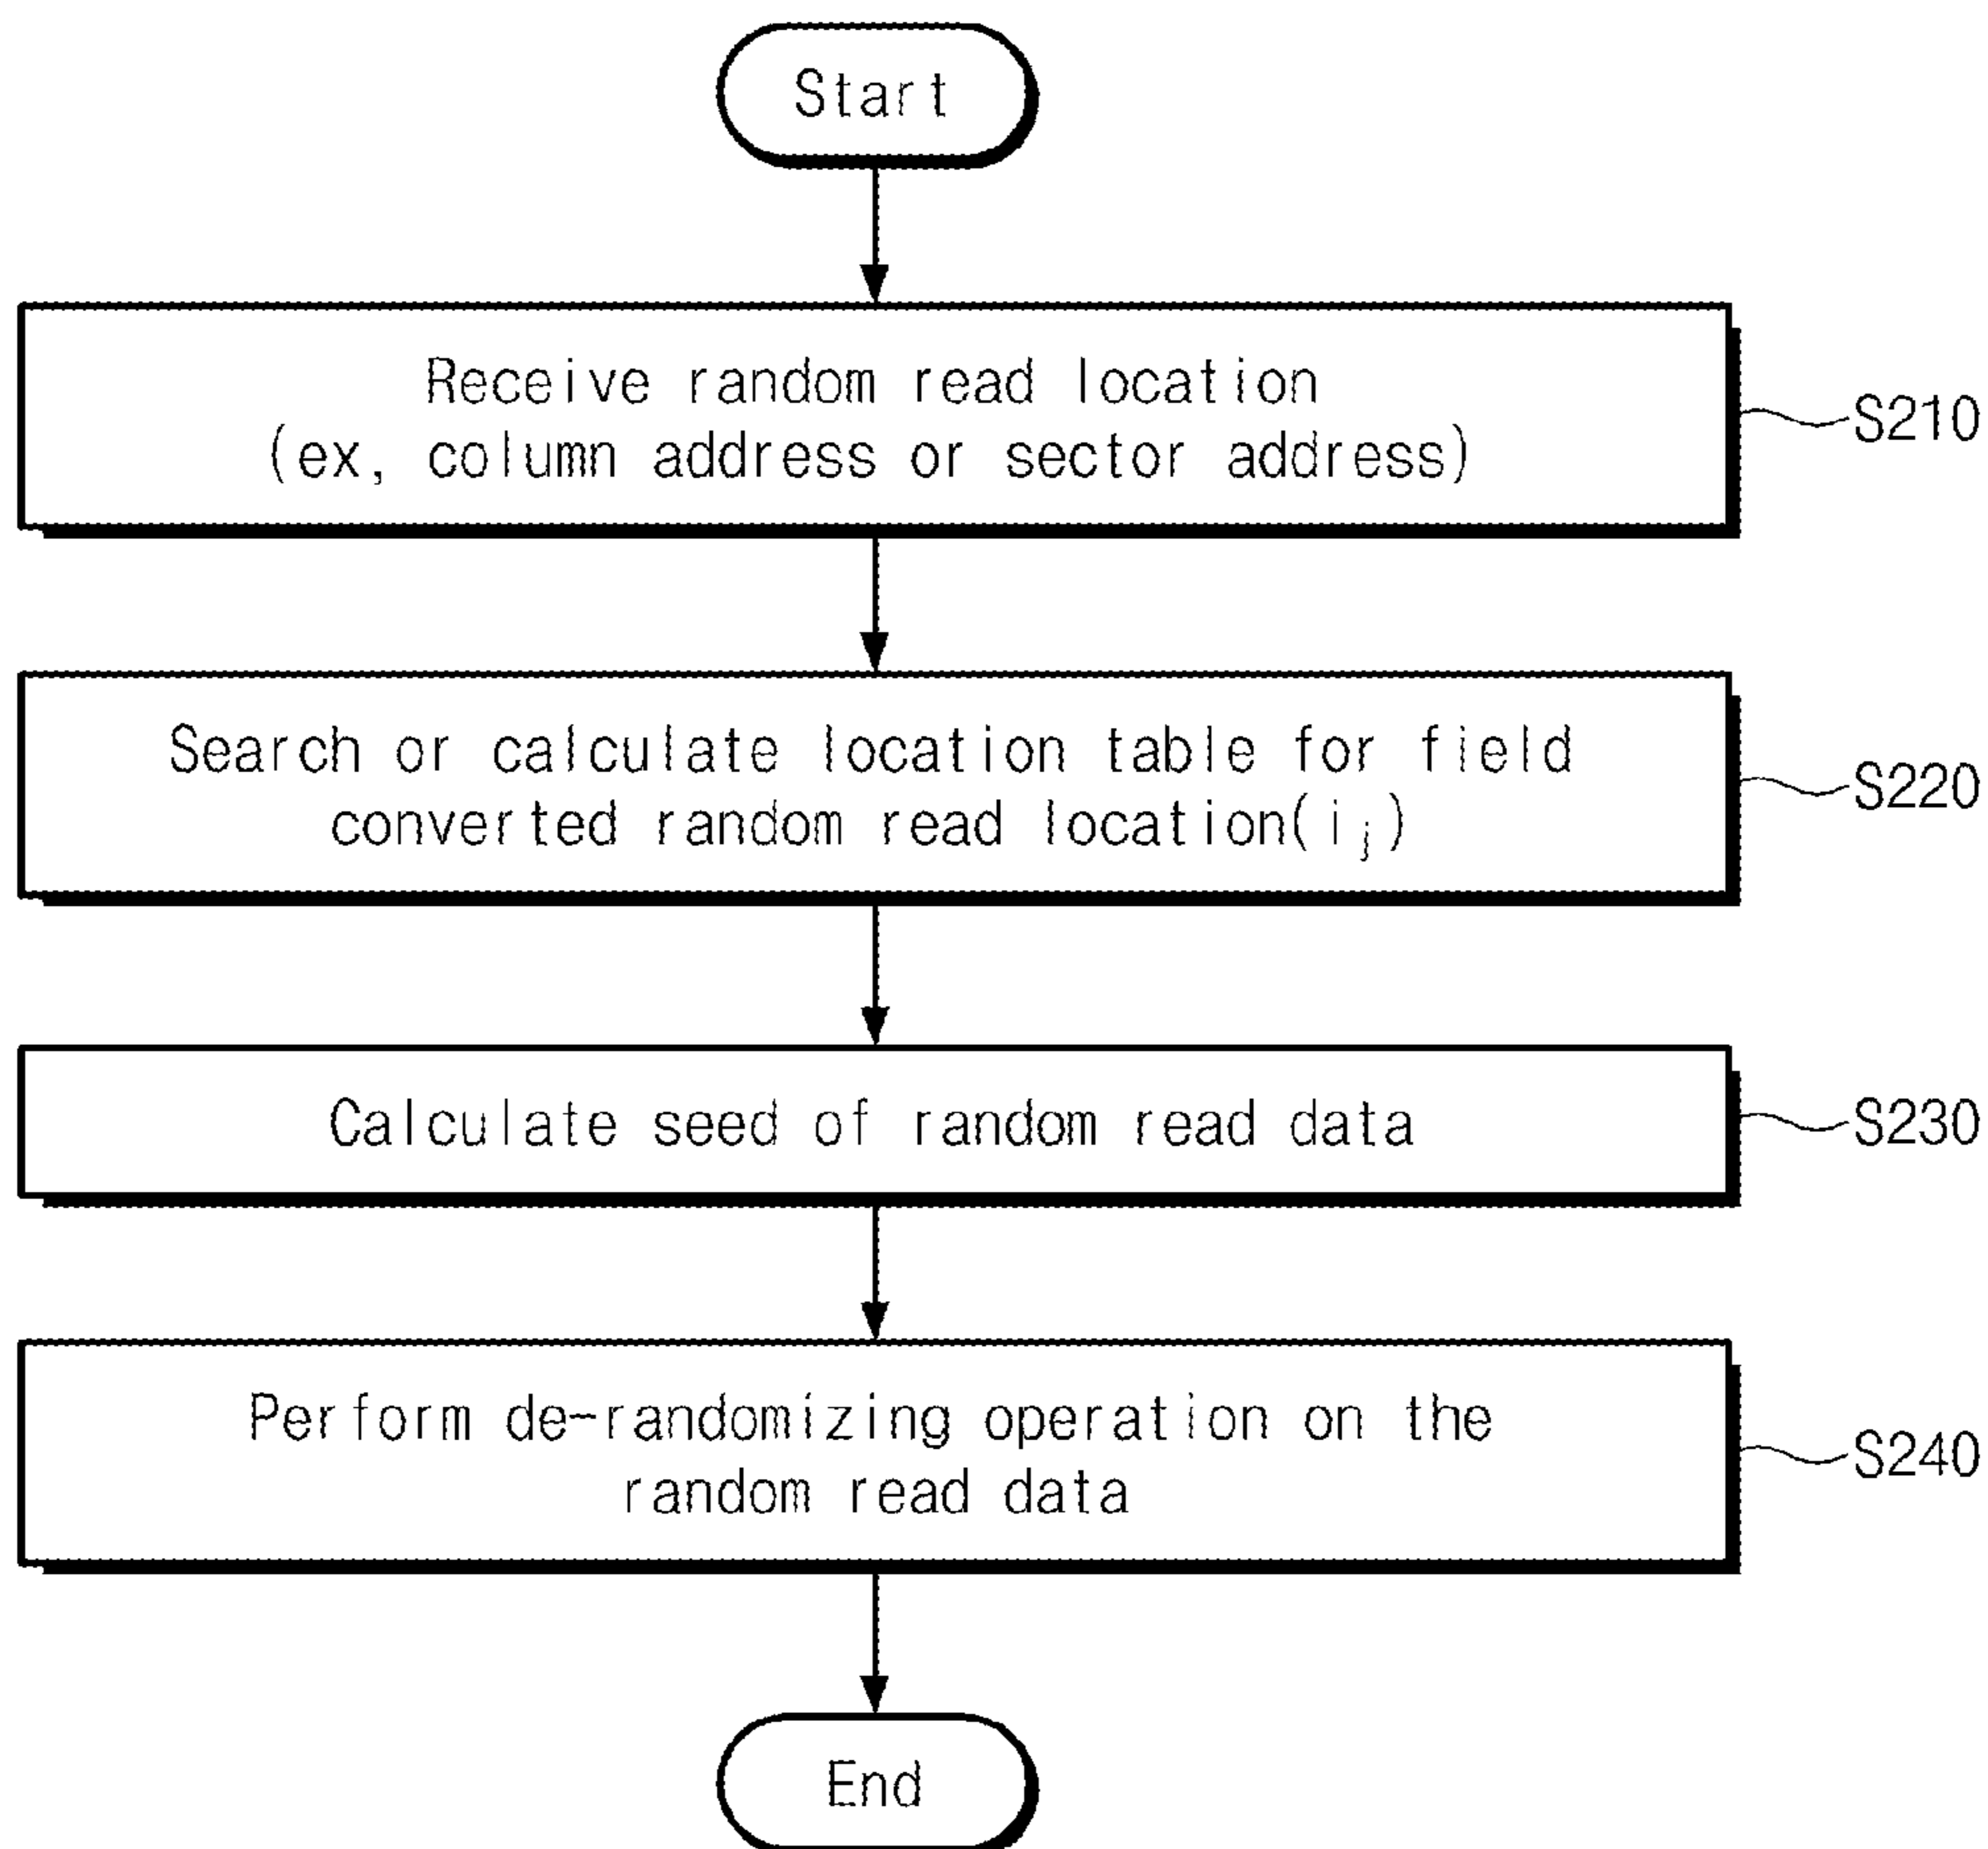 Start
Receive random read location
(ex, column address or sector address)
S210
Search or calculate location table for field
converted random read location(i_j)
S220
Calculate seed of random read data
S230
Perform de-randomizing operation on the
random read data
S240
End